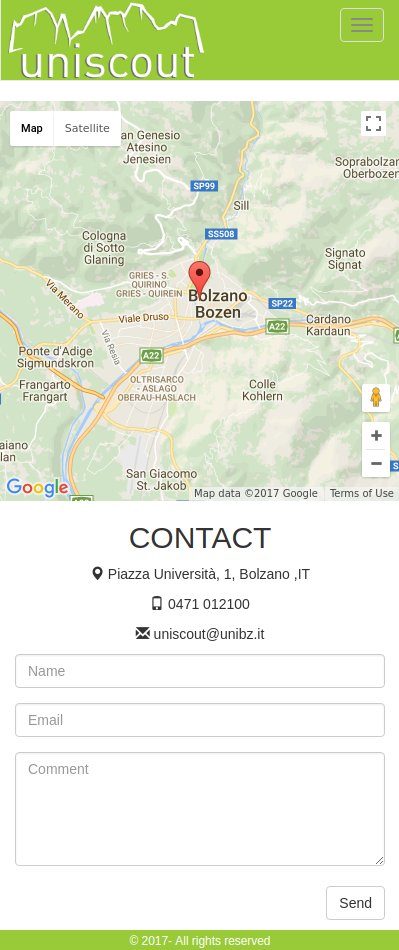 uniscout
Map Satellite
San Genesio
Atesino
Jenesien
Soprabolzano
Oberbozen
SP99
Sill
SS508
Cologna
di Sotto
Glaning
Signato
Signat
GRIES - S.
QUIRINO
GRIES - QUIREIN
Via Merano
Bolzano
Bozen
SP22
Viale Druso
Cardano
Kardaun
A22
Via Resia
Ponte d'Adige
Sigmundskron
A22
Frangarto
Frangart
OLTRISARCO
- ASLAGO
OBERAU-HASLACH
Colle
Kohlern
San Giacomo
St. Jakob
Google
Map data ©2017 Google Terms of Use
CONTACT
Piazza Università, 1, Bolzano ,IT
0471 012100
uniscout@unibz.it
Name
Email
Comment
Send
© 2017- All rights reserved